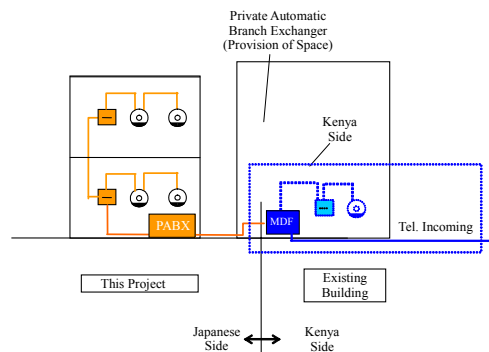 Private Automatic
Branch Exchanger
(Provision of Space)
Kenya
Side
PABX
MDF
Tel. Incoming
This Project
Existing
Building
Japanese
Side
Kenya
Side